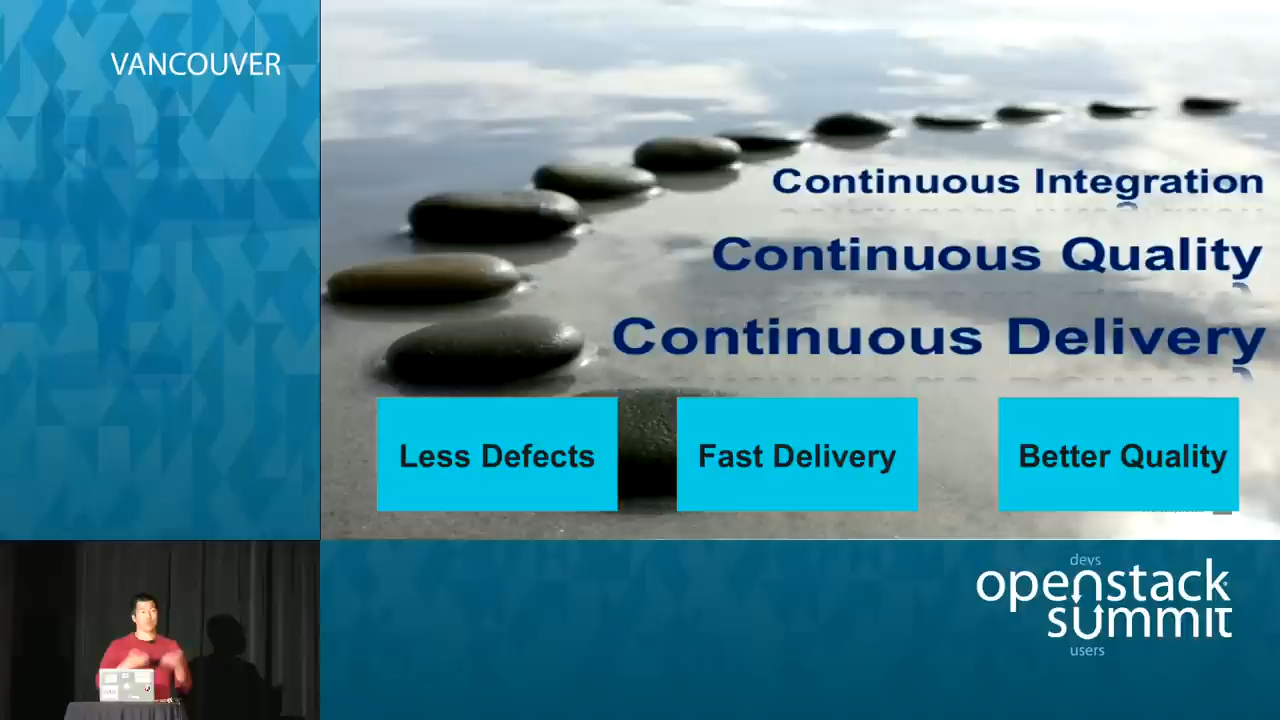 VANCOUVER
Continuous Integration
Continuous Quality
Continuous Delivery
Less Defects
Fast Delivery
Better Quality
devs
openstack
summit
users